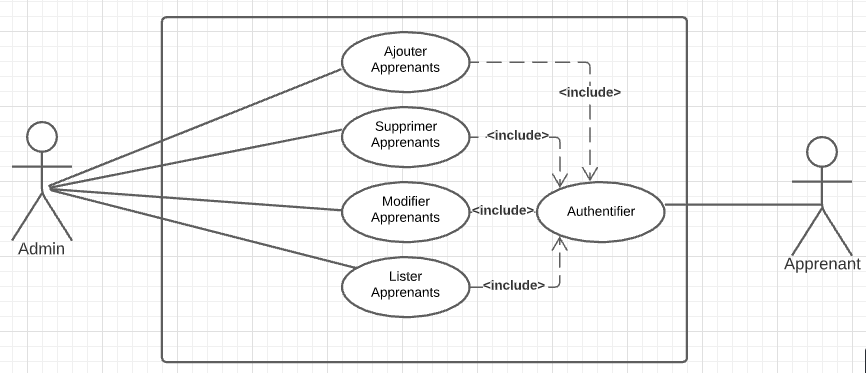 Ajouter
Apprenants
<include>
Supprimer
Apprenants
<include>
Modifier
Apprenants
<include>
Authentifier
Lister
Apprenants
<include>
Admin
Apprenant